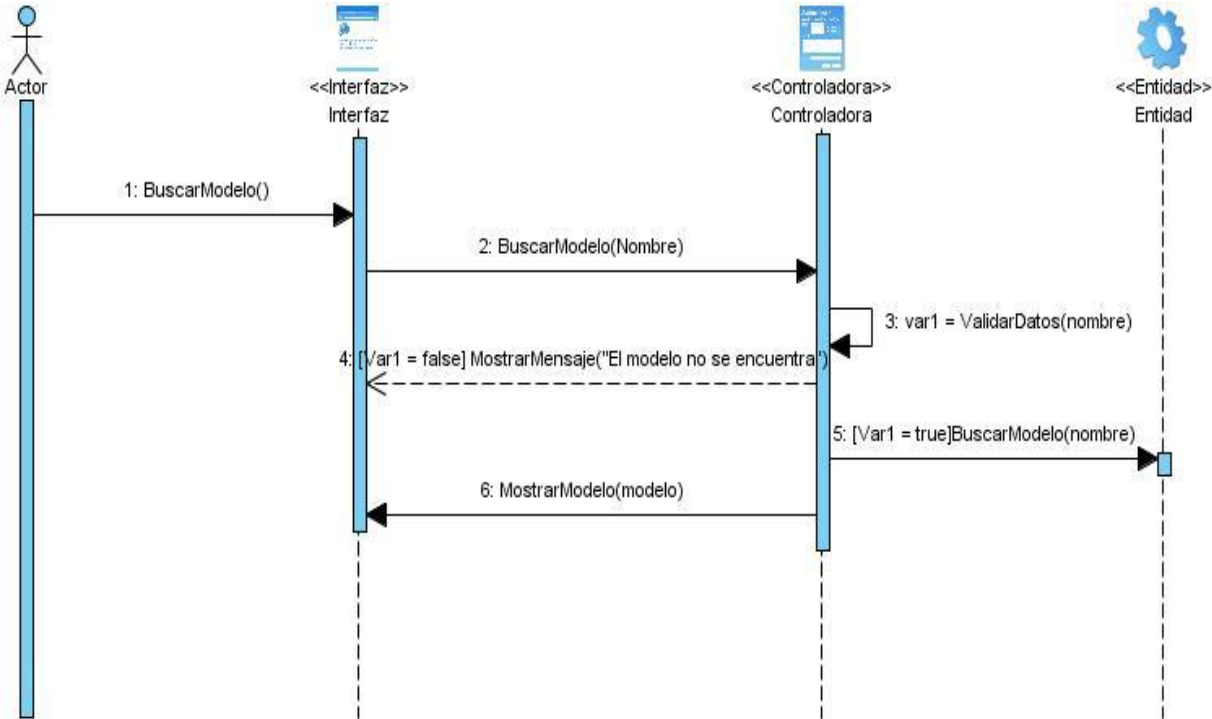 Actor
<<Interfaz>>
Interfaz
<<Controladora>>
Controladora
<<Entidad>>
Entidad
1: BuscarModelo()
2: BuscarModelo(Nombre)
3: var1 = ValidarDatos(nombre)
4: [Var1 = false] MostrarMensaje("El modelo no se encuentra")
5: [Var1 = true]BuscarModelo(nombre)
6: MostrarModelo(modelo)